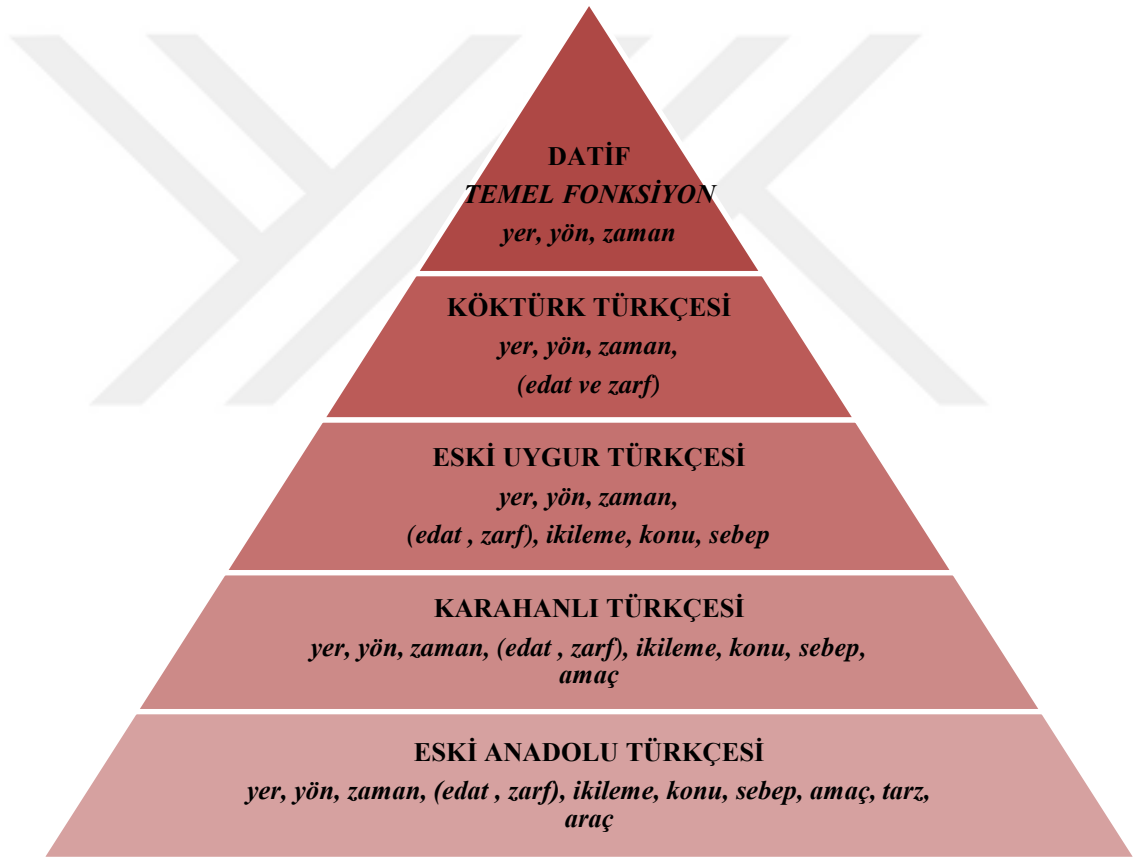 DATİF
TEMEL FONKSİYON
yer, yön, zaman
KÖKTÜRK TÜRKÇESİ
yer, yön, zaman,
(edat ve zarf)
ESKİ UYGUR TÜRKÇESİ
yer, yön, zaman,
(edat , zarf), ikileme, konu, sebep
KARAHANLI TÜRKÇESİ
yer, yön, zaman, (edat , zarf), ikileme, konu, sebep,
amaç
ESKİ ANADOLU TÜRKÇESİ
yer, yön, zaman, (edat , zarf), ikileme, konu, sebep, amaç, tarz,
araç